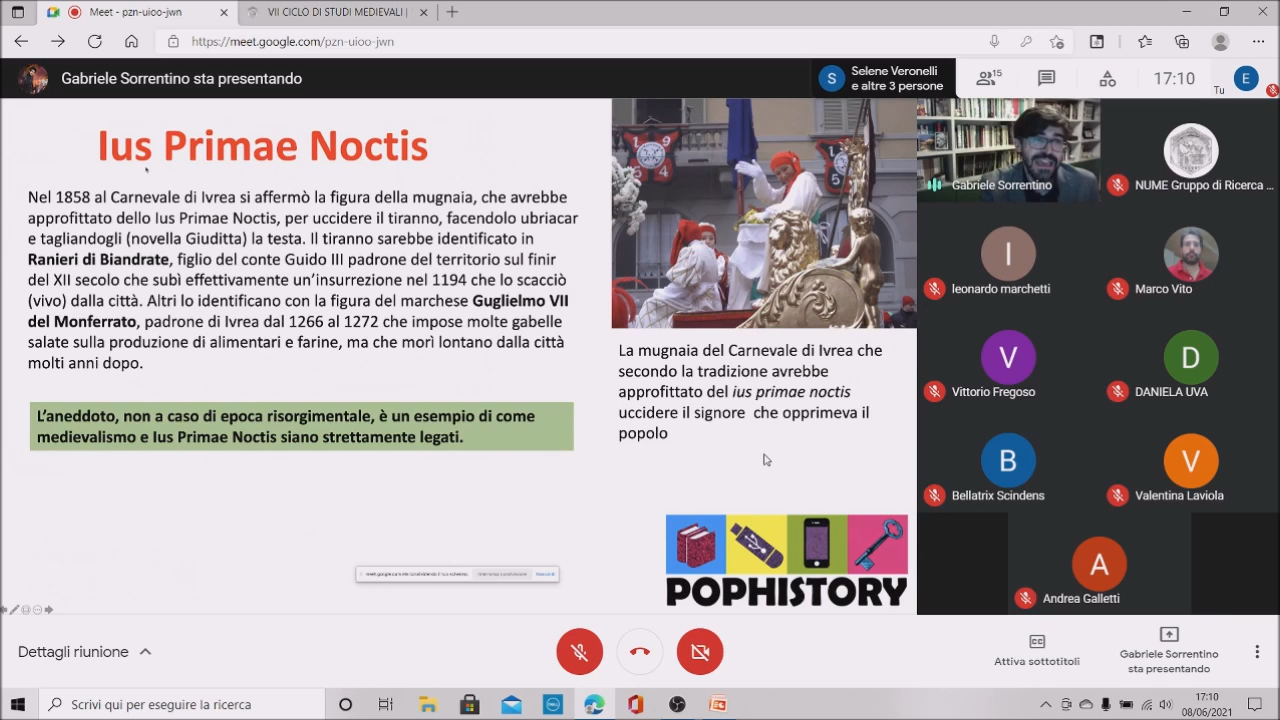 Meet - pzn-uioo-jwn
VII CICLO DI STUDI MEDIEVALI |
https://meet.google.com/pzn-uioo-jwn
Gabriele Sorrentino sta presentando
S
Selene Veronelli
e altre 3 persone
15
17:10
Tu
E
Ius Primae Noctis
Nel 1858 al Carnevale di Ivrea si affermò la figura della mugnaia, che avrebbe
approfittato dello Ius Primae Noctis, per uccidere il tiranno, facendolo ubriacar
e tagliandogli (novella Giuditta) la testa. Il tiranno sarebbe identificato in
Ranieri di Biandrate, figlio del conte Guido III padrone del territorio sul finir
del XII secolo che subì effettivamente un'insurrezione nel 1194 che lo scacciò
(vivo) dalla città. Altri lo identificano con la figura del marchese Guglielmo VII
del Monferrato, padrone di Ivrea dal 1266 al 1272 che impose molte gabelle
salate sulla produzione di alimentari e farine, ma che morì lontano dalla città
molti anni dopo.
L'aneddoto, non a caso di epoca risorgimentale, è un esempio di come
medievalismo e Ius Primae Noctis siano strettamente legati.
9
La mugnaia del Carnevale di Ivrea che
secondo la tradizione avrebbe
approfittato del ius primae noctis
uccidere il signore che opprimeva il
popolo
POPHISTORY
Gabriele Sorrentino
NUME Gruppo di Ricerca ...
I
leonardo marchetti
Marco Vito
V
Vittorio Fregoso
D
DANIELA UVA
B
Bellatrix Scindens
V
Valentina Laviola
A
Andrea Galletti
Dettagli riunione
Attiva sottotitoli
Gabriele Sorrentino
sta presentando
Scrivi qui per eseguire la ricerca
17:10
08/06/2021